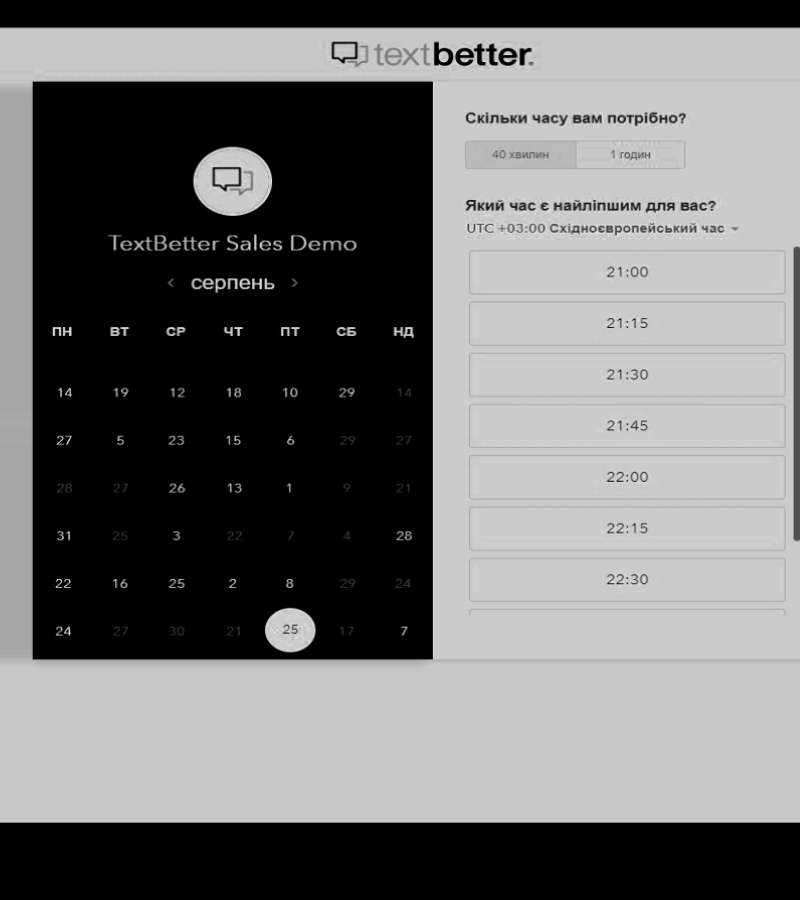 textbetter.
TextBetter Sales Demo
< серпень >
ПН ВТ СР ЧТ ПТ СБ НД
14 19 12 18 10 29 14
27 5 23 15 6 29 27
28 27 26 13 1 9 21
31 25 3 22 7 4 28
22 16 25 2 8 29 24
24 27 30 21 25 17 7
Скільки часу вам потрібно?
40 хвилин 1 годин
Який час є найліпшим для вас?
UTC +03:00 Східноєвропейський час
21:00
21:15
21:30
21:45
22:00
22:15
22:30